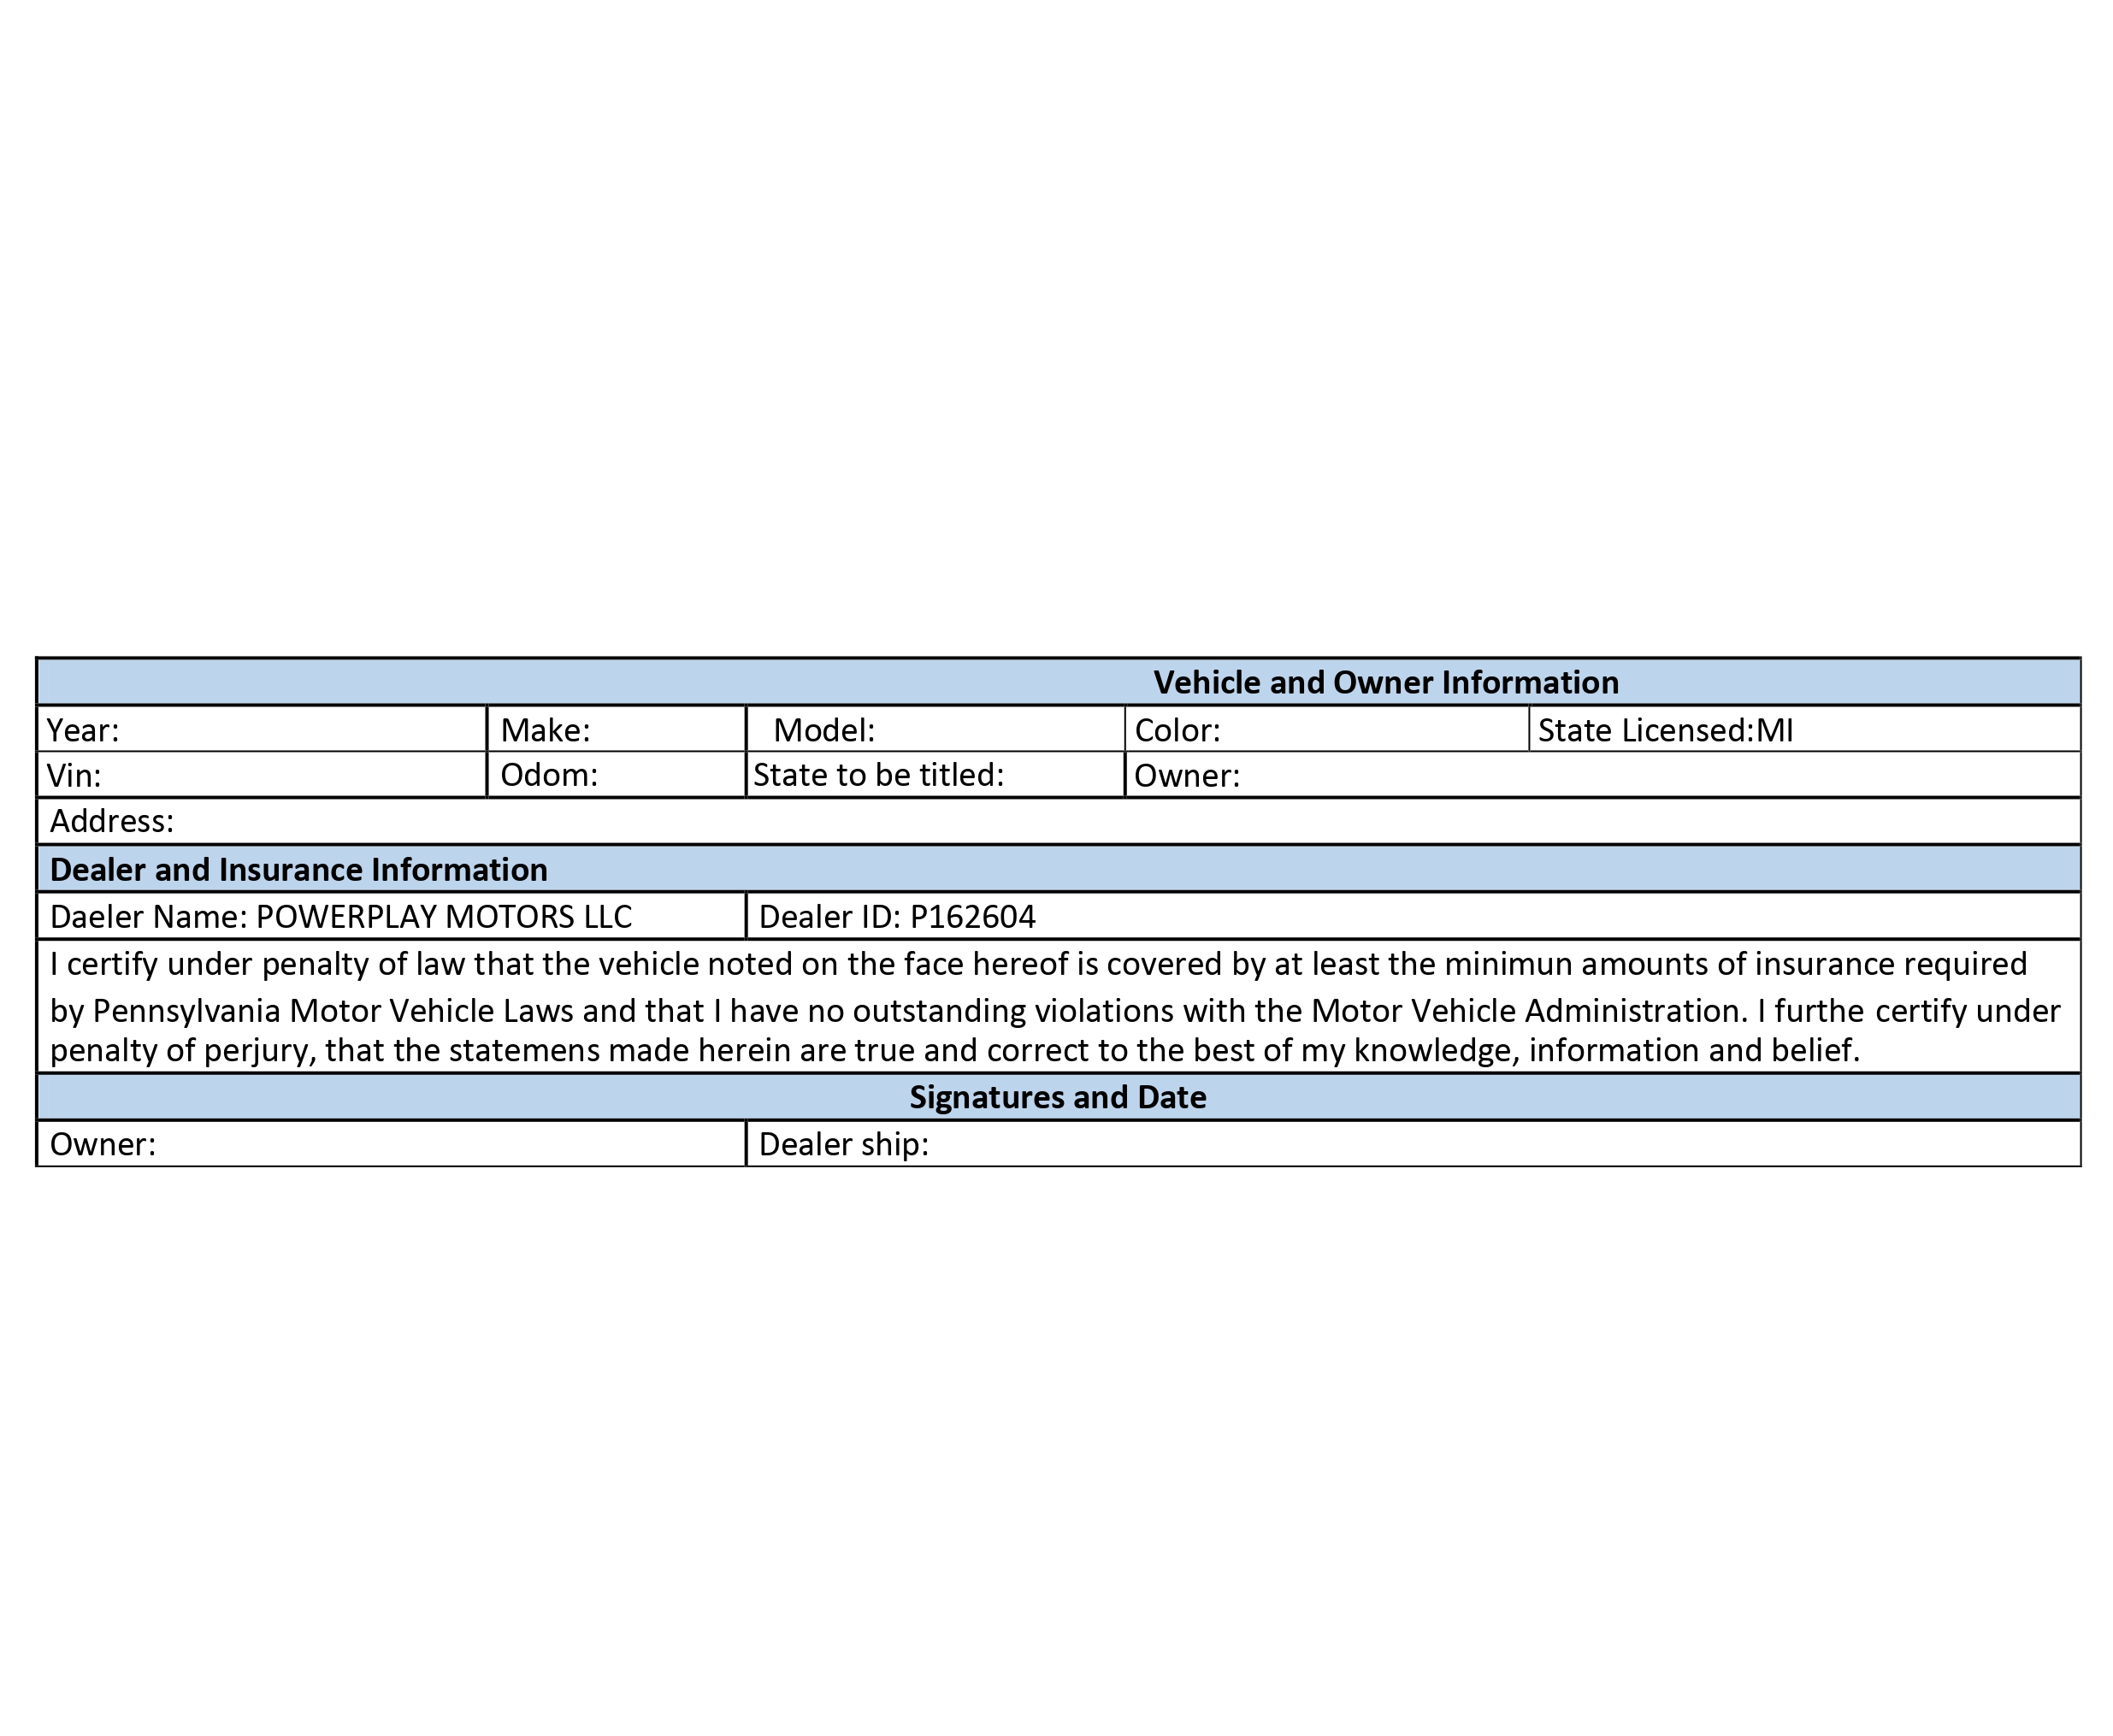 Vehicle and Owner Information
Year: Make: Model: Color: State Licensed:MI
Vin: Odom: State to be titled: Owner:
Address:
Dealer and Insurance Information
Daeler Name: POWERPLAY MOTORS LLC Dealer ID: P162604
I certify under penalty of law that the vehicle noted on the face hereof is covered by at least the minimun amounts of insurance required
by Pennsylvania Motor Vehicle Laws and that I have no outstanding violations with the Motor Vehicle Administration. I furthe certify under
penalty of perjury, that the statemens made herein are true and correct to the best of my knowledge, information and belief.
Signatures and Date
Owner: Dealer ship: